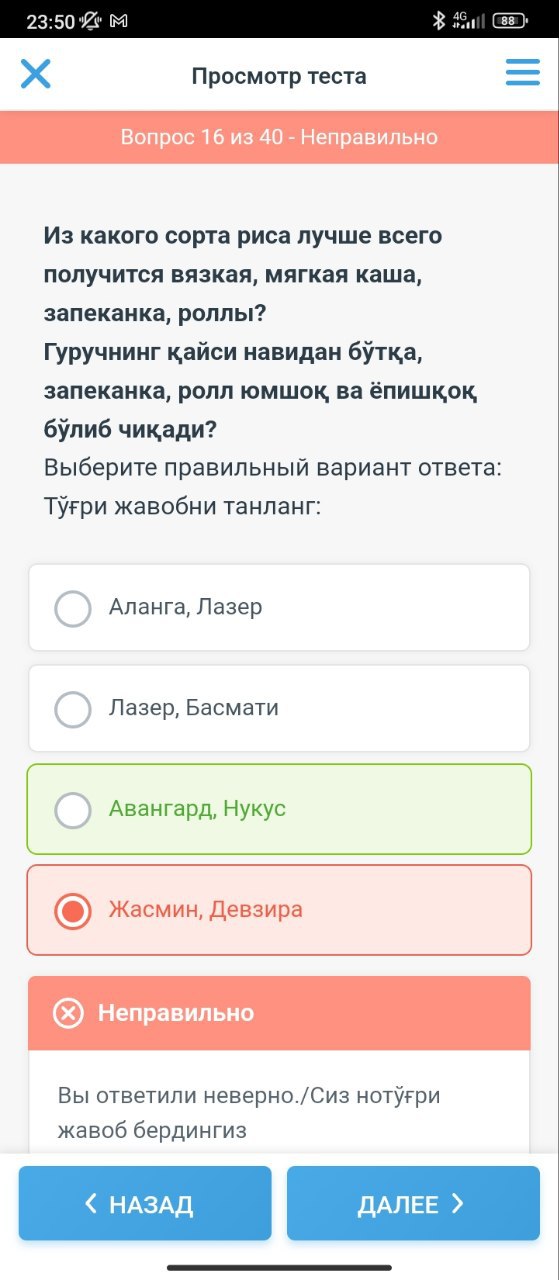 23:50
4G
88
Просмотр теста
Вопрос 16 из 40 - Неправильно
Из какого сорта риса лучше всего
получится вязкая, мягкая каша,
запеканка, роллы?
Гуручнинг қайси навидан бўтқа,
запеканка, ролл юмшоқ ва ёпишқоқ
бўлиб чиқади?
Выберите правильный вариант ответа:
Тўғри жавобни танланг:
Аланга, Лазер
Лазер, Басмати
Авангард, Нукус
Жасмин, Девзира
Неправильно
Вы ответили неверно./Сиз нотўғри
жавоб бердингиз
НАЗАД
ДАЛЕЕ